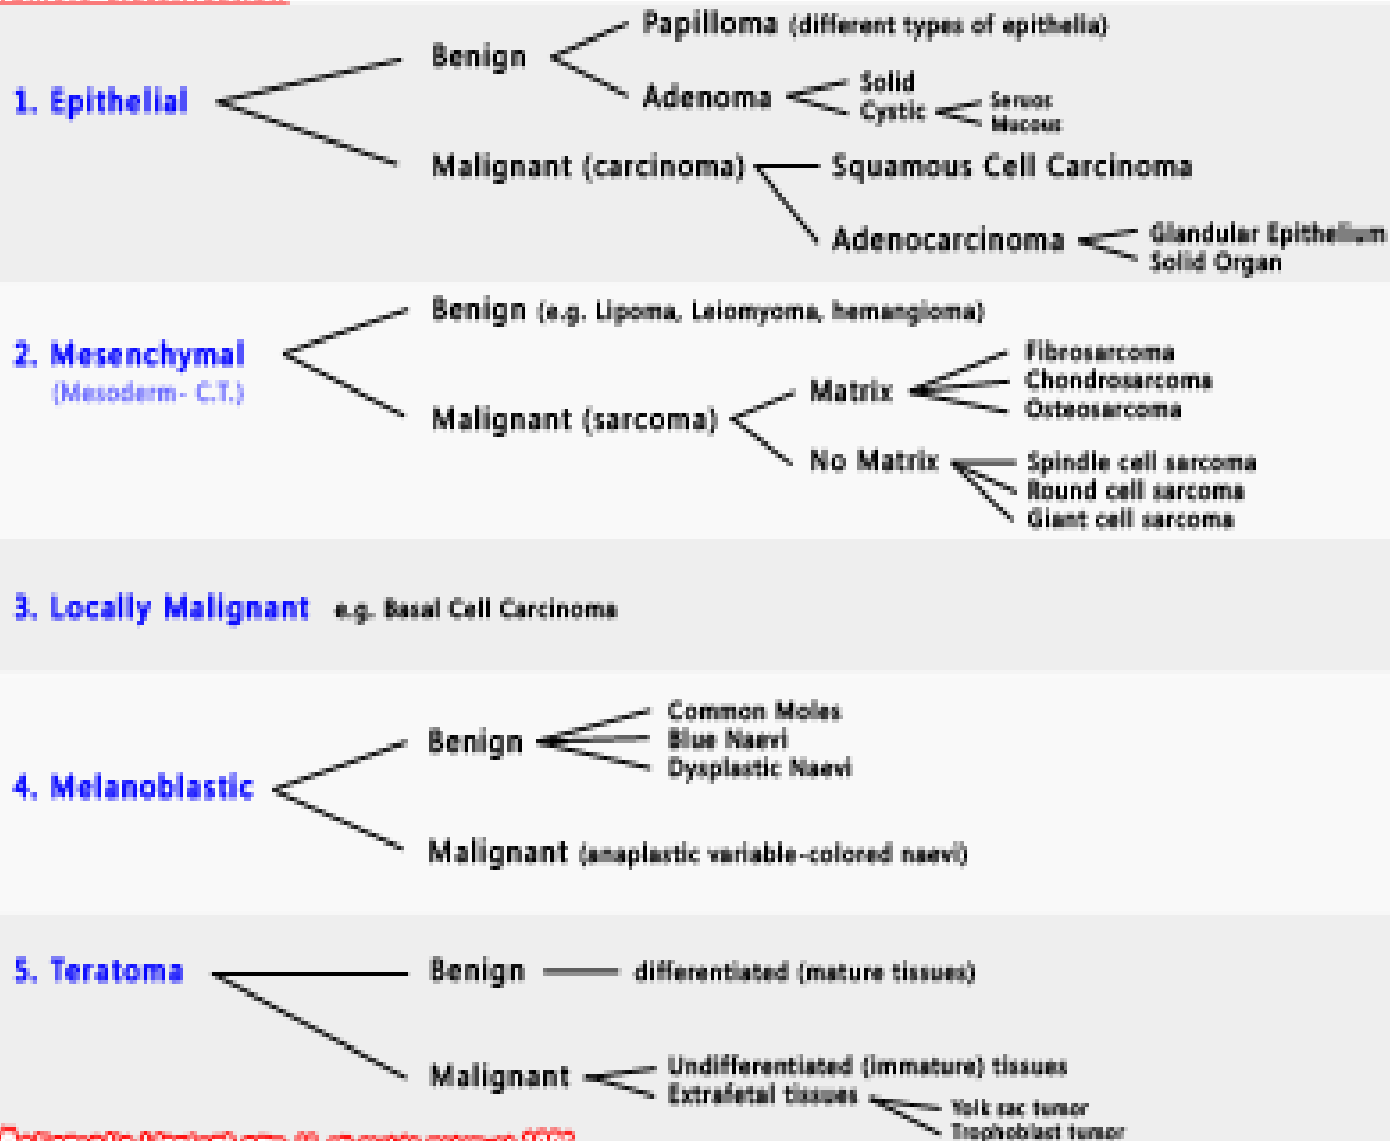 Papilloma (different types of epithelia)
Benign
Solid
1. Epithelial
Adenoma
Cystic
Serous
Mucous
Malignant (carcinoma)
Squamous Cell Carcinoma
Adenocarcinoma
Glandular Epithelium
Solid Organ
Benign (e.g. Lipoma, Leiomyoma, hemangioma)
2. Mesenchymal
(Mesoderm- C.T.)
Fibrosarcoma
Matrix
Chondrosarcoma
Osteosarcoma
Malignant (sarcoma)
No Matrix
Spindle cell sarcoma
Round cell sarcoma
Giant cell sarcoma
3. Locally Malignant e.g. Basal Cell Carcinoma
Common Moles
Benign
Blue Naevi
Dysplastic Naevi
4. Melanoblastic
Malignant (anaplastic variable-colored naevi)
5. Teratoma
Benign
differentiated (mature tissues)
Malignant
Undifferentiated (immature) tissues
Extrafetal tissues
Yolk sac tumor
Trophoblast tumor